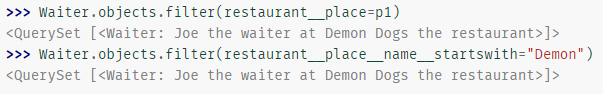 >>> Waiter.objects.filter(restaurant__place=p1)
<QuerySet [<Waiter: Joe the waiter at Demon Dogs the restaurant>]>
>>> Waiter.objects.filter(restaurant__place__name__startswith="Demon")
<QuerySet [<Waiter: Joe the waiter at Demon Dogs the restaurant>]>